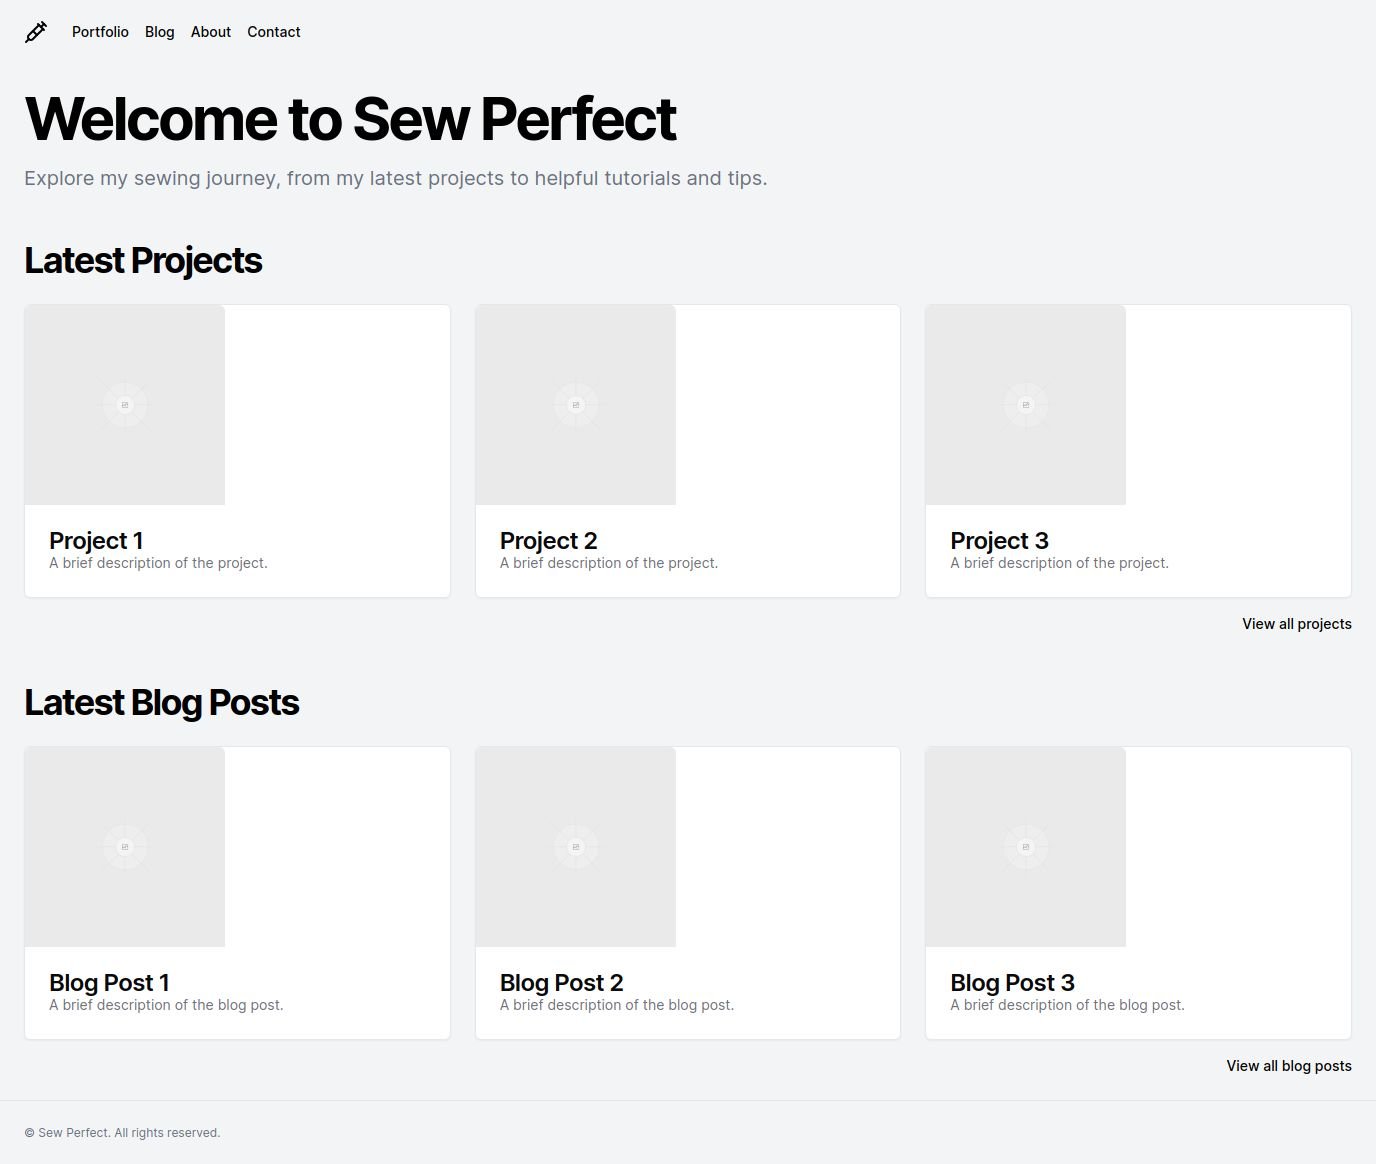 Portfolio Blog About Contact
Welcome to Sew Perfect
Explore my sewing journey, from my latest projects to helpful tutorials and tips.
Latest Projects
Project 1
A brief description of the project.
Project 2
A brief description of the project.
Project 3
A brief description of the project.
View all projects
Latest Blog Posts
Blog Post 1
A brief description of the blog post.
Blog Post 2
A brief description of the blog post.
Blog Post 3
A brief description of the blog post.
View all blog posts
© Sew Perfect. All rights reserved.